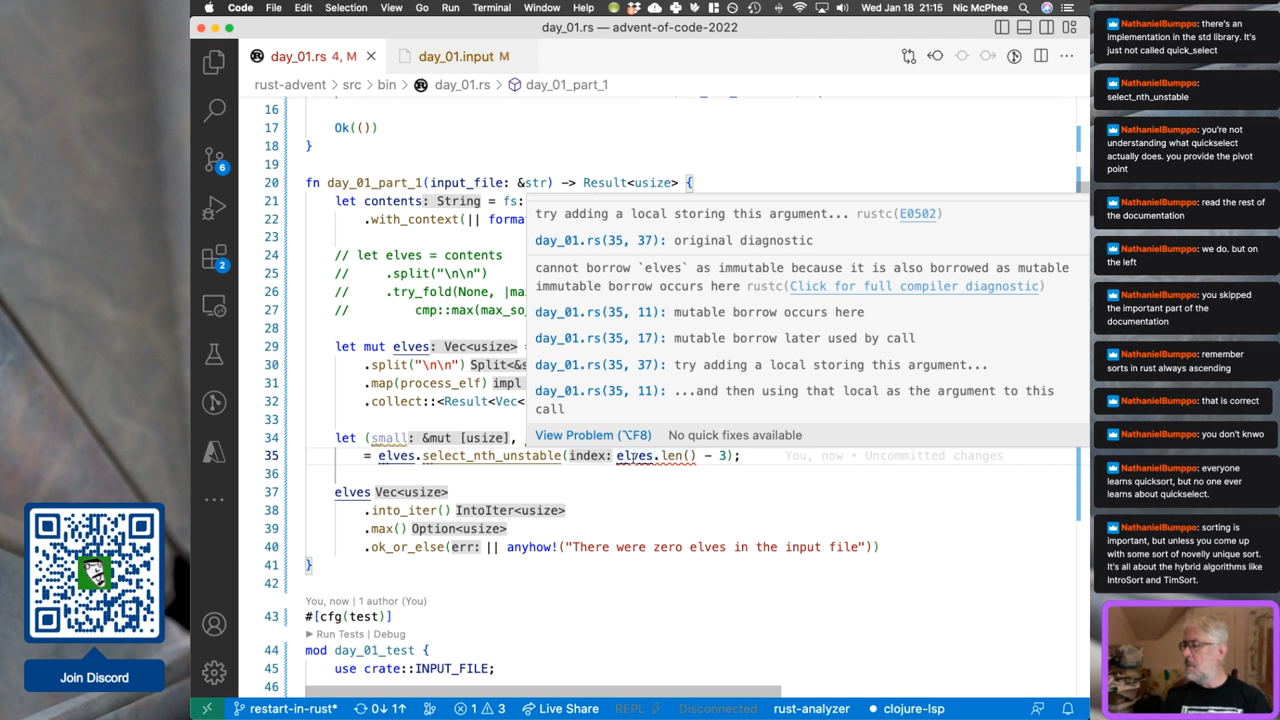 Code File Edit Selection View Go Run Terminal Window Help Wed Jan 18 21:15 Nic McPhee
day_01.rs — advent-of-code-2022
day_01.rs 4, M
day_01.input M
rust-advent > src > bin > day_01.rs > day_01_part_1
16
17 Ok(())
18 }
19
20 fn day_01_part_1(input_file: &str) -> Result<usize> {
21 let contents: String = fs:
22 .with_context(|| format
23
24 // let elves = contents
25 // .split("\n\n")
26 // .try_fold(None, |ma
27 // cmp::max(max_so
28
29 let mut elves: Vec<usize> =
30 .split("\n\n") Split<&s
31 .map(process_elf) impl
32 .collect::<Result<Vec<
33
34 let (small: &mut [usize],
35 = elves.select_nth_unstable(index: elves.len() - 3); You, now • Uncommitted changes
36
37 elves Vec<usize>
38 .into_iter() IntoIter<usize>
39 .max() Option<usize>
40 .ok_or_else(err: || anyhow!("There were zero elves in the input file"))
41 }
42
You, now | 1 author (You)
43 #[cfg(test)]
Run Tests | Debug
44 mod day_01_test {
45 use crate::INPUT_FILE;
46
try adding a local storing this argument... rustc(E0502)
day_01.rs(35, 37): original diagnostic
cannot borrow `elves` as immutable because it is also borrowed as mutable
immutable borrow occurs here rustc(Click for full compiler diagnostic)
day_01.rs(35, 11): mutable borrow occurs here
day_01.rs(35, 17): mutable borrow later used by call
day_01.rs(35, 37): try adding a local storing this argument...
day_01.rs(35, 11): ...and then using that local as the argument to this
call
View Problem (⌥F8) No quick fixes available
6
2
restart-in-rust* 0↓ 1↑ 1 3 Live Share REPL Disconnected rust-analyzer clojure-lsp
Join Discord
NathanielBumppo: there's an
implementation in the std library. It's
just not called quick_select
NathanielBumppo:
select_nth_unstable
NathanielBumppo: you're not
understanding what quickselect
actually does. you provide the pivot
point
NathanielBumppo: read the rest of
the documentation
NathanielBumppo: we do. but on
the left
NathanielBumppo: you skipped
the important part of the
documentation
NathanielBumppo: remember
sorts in rust always ascending
NathanielBumppo: that is correct
NathanielBumppo: you don't knwo
NathanielBumppo: everyone
learns quicksort, but no one ever
learns about quickselect.
NathanielBumppo: sorting is
important, but unless you come up
with some sort of novelly unique sort.
It's all about the hybrid algorithms like
IntroSort and TimSort.